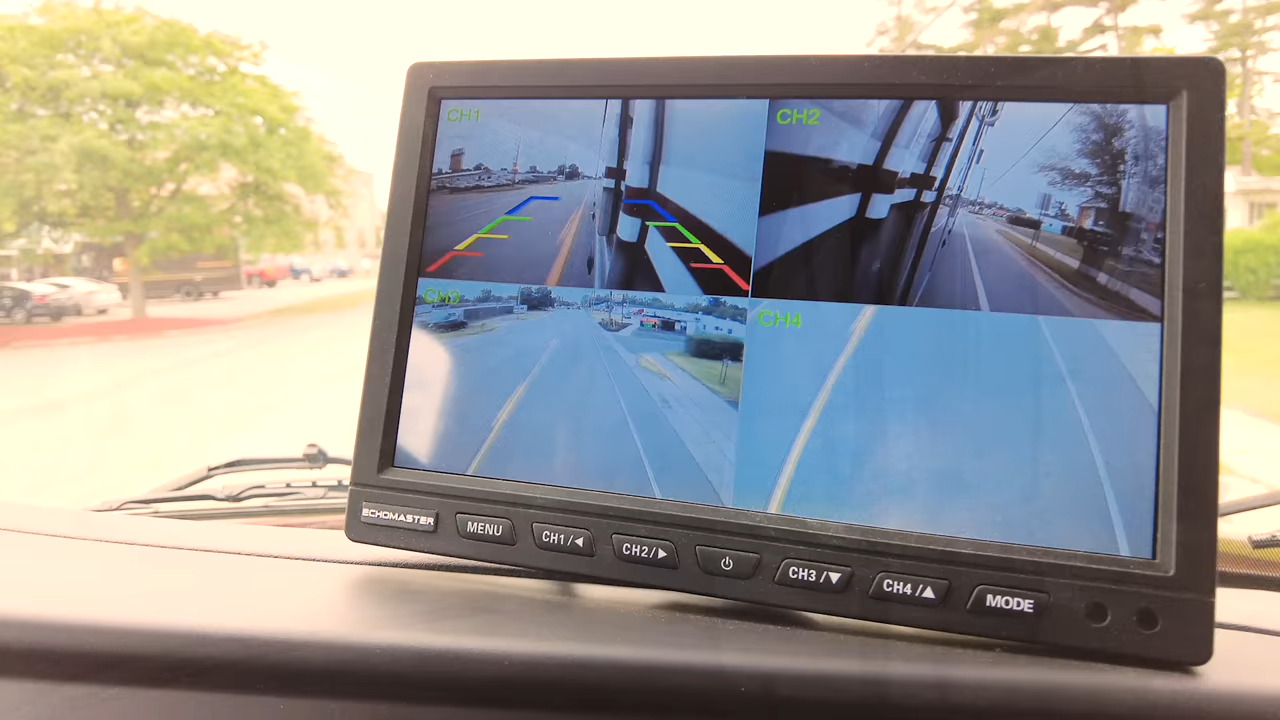 CH1
CH2
CH3
CH4
ECHOMASTER
MENU
CH1/◀
CH2/▶
CH3/▼
CH4/▲
MODE